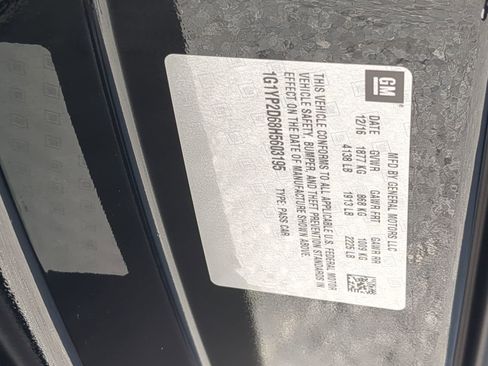 GM
MFD BY GENERAL MOTORS LLC
DATE GVWR GAWR FRT GAWR RR
12/16 1877 KG 868 KG 1009 KG
4138 LB 1913 LB 2225 LB
THIS VEHICLE CONFORMS TO ALL APPLICABLE U.S. FEDERAL MOTOR
VEHICLE SAFETY, BUMPER, AND THEFT PREVENTION STANDARDS IN
EFFECT ON THE DATE OF MANUFACTURE SHOWN ABOVE.
1G1YP2D68H5603195 TYPE: PASS CAR